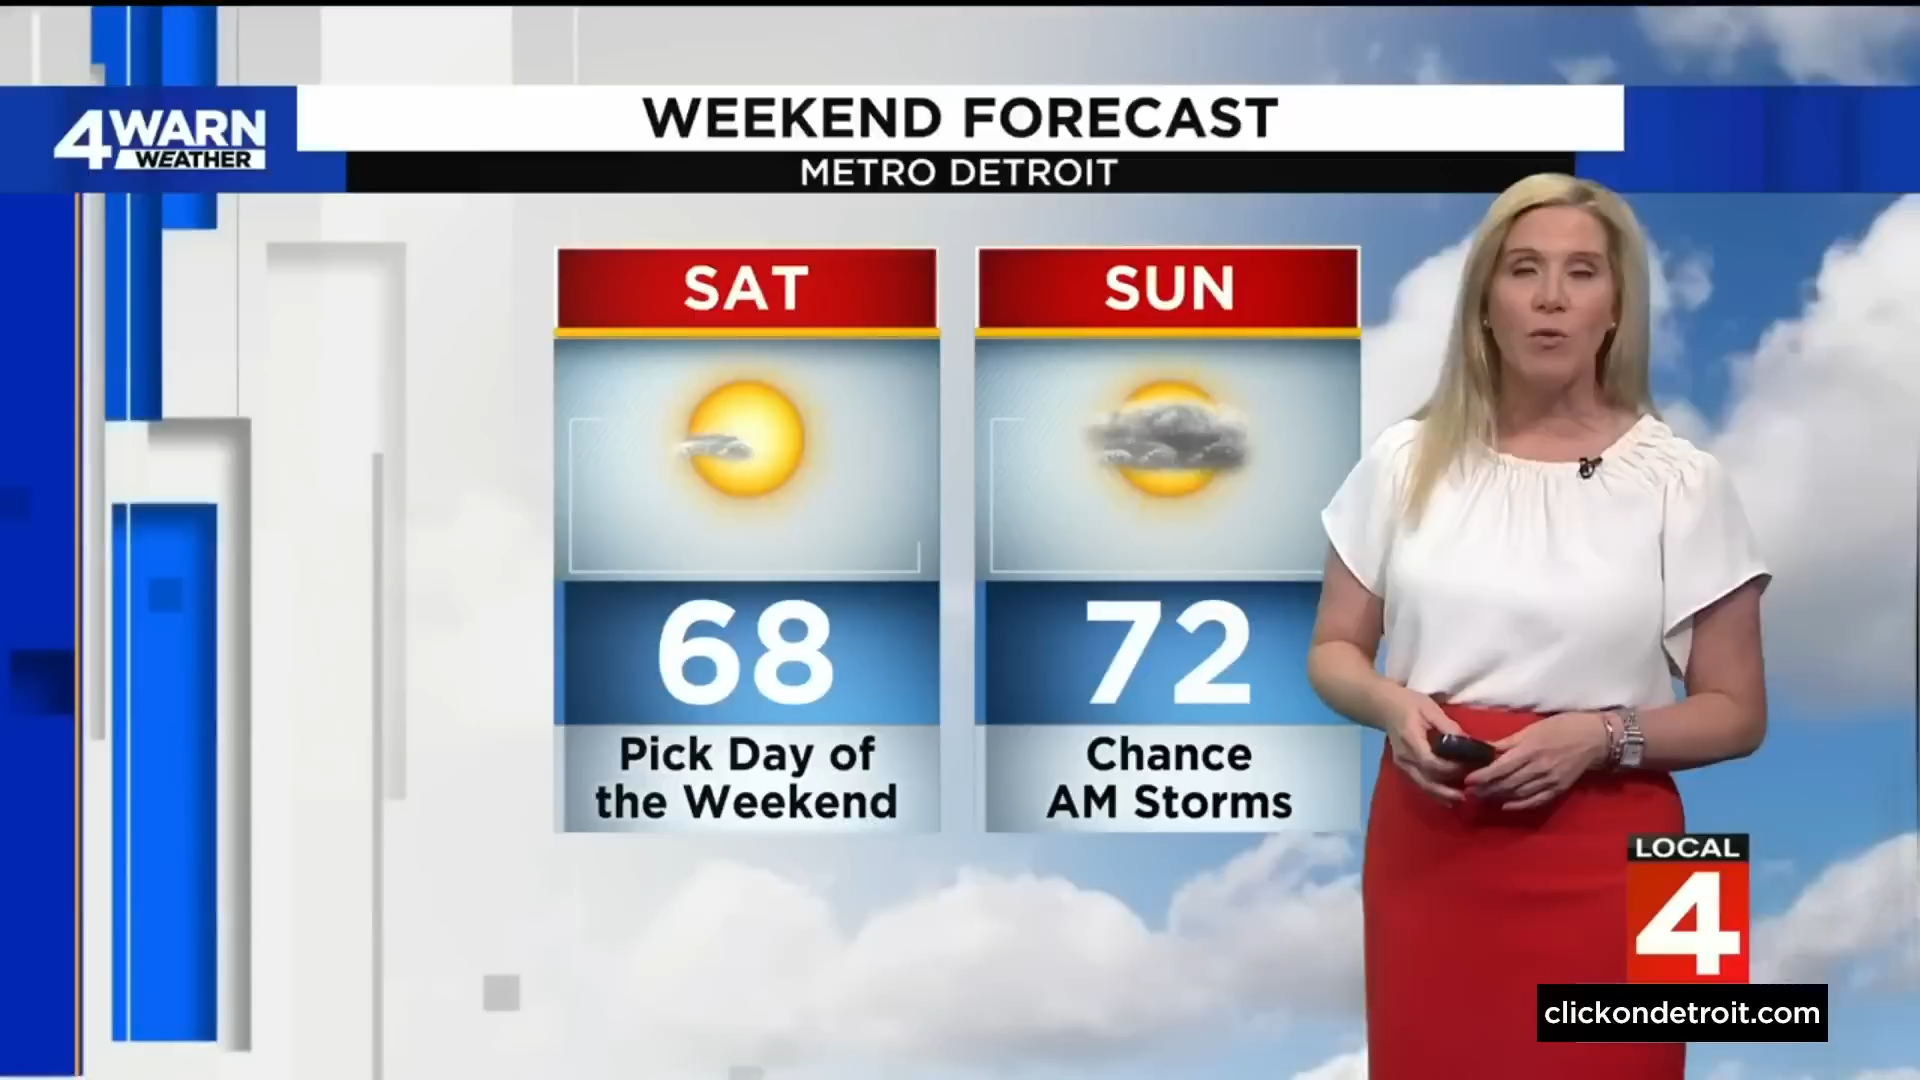 4WARN
WEATHER
WEEKEND FORECAST
METRO DETROIT
SAT
68
Pick Day of
the Weekend
SUN
72
Chance
AM Storms
LOCAL
4
clickondetroit.com